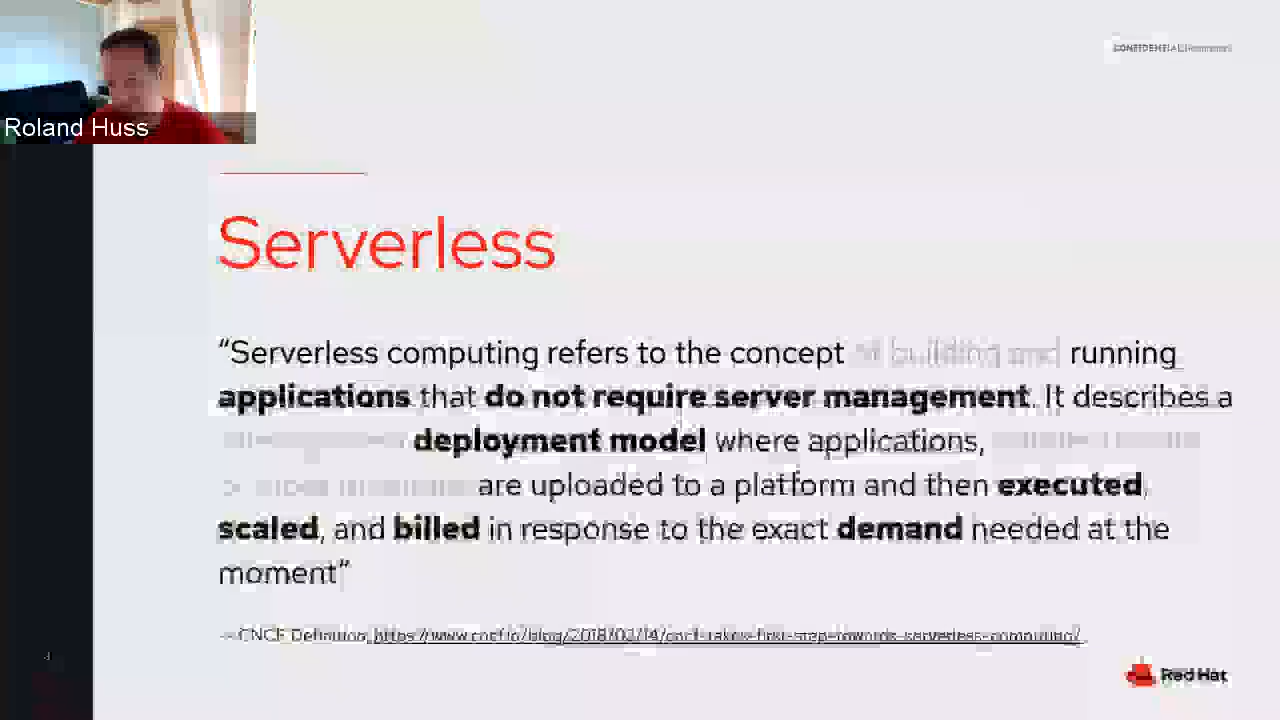 Roland Huss
CONFIDENTIAL
Serverless
“Serverless computing refers to the concept of building and running
applications that do not require server management. It describes a
deployment model where applications,
are uploaded to a platform and then executed,
scaled, and billed in response to the exact demand needed at the
moment”
CNCF Definition, https://www.cncf.io/blog/2018/02/14/cncf-takes-first-step-towards-serverless-computing/
Red Hat